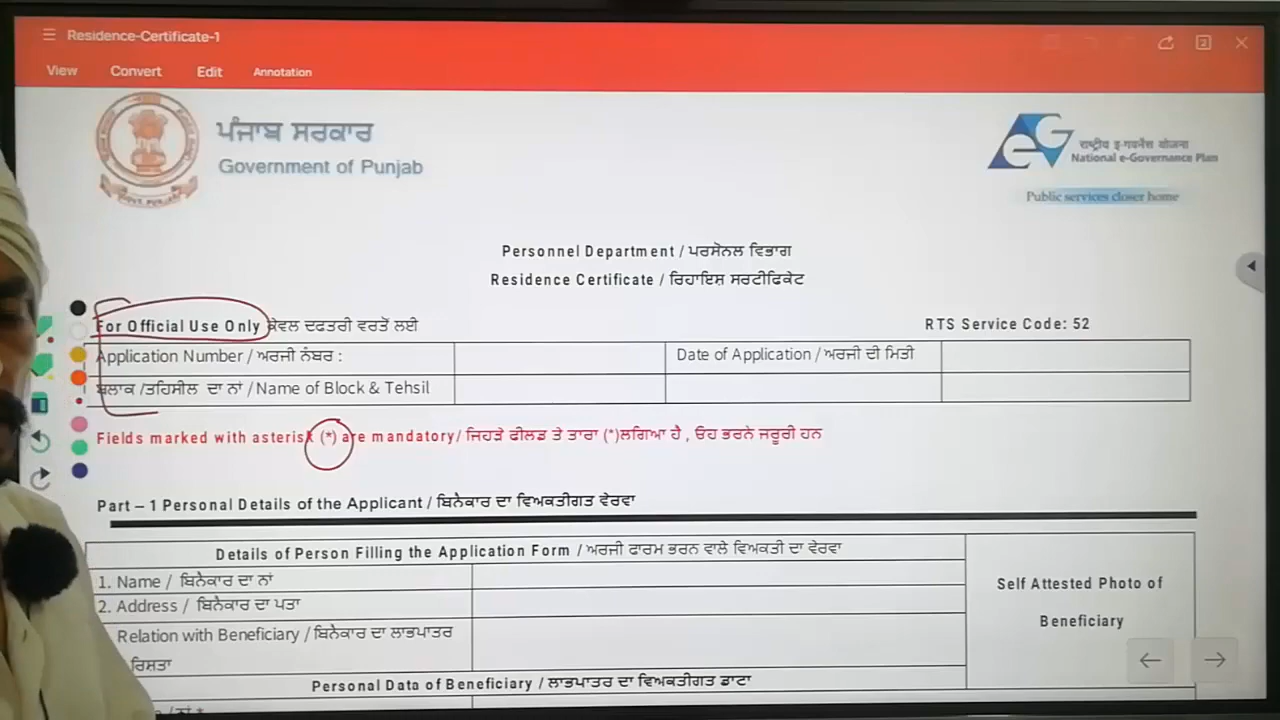 Residence-Certificate-1
View Convert Edit Annotation
ਪੰਜਾਬ ਸਰਕਾਰ
Government of Punjab
eG
राष्ट्रीय इ-गवर्नेंस योजना
National e-Governance Plan
Public services closer home
Personnel Department / ਪਰਸੋਨਲ ਵਿਭਾਗ
Residence Certificate / ਰਿਹਾਇਸ਼ ਸਰਟੀਫਿਕੇਟ
For Official Use Only ਕੇਵਲ ਦਫਤਰੀ ਵਰਤੋਂ ਲਈ RTS Service Code: 52
Application Number / ਅਰਜੀ ਨੰਬਰ : Date of Application / ਅਰਜੀ ਦੀ ਮਿਤੀ
ਬਲਾਕ /ਤਹਿਸੀਲ ਦਾ ਨਾਂ / Name of Block & Tehsil
Fields marked with asterisk (*) are mandatory/ ਜਿਹੜੇ ਫੀਲਡ ਤੇ ਤਾਰਾ (*)ਲਗਿਆ ਹੈ , ਓਹ ਭਰਨੇ ਜਰੂਰੀ ਹਨ
Part – 1 Personal Details of the Applicant / ਬਿਨੈਕਾਰ ਦਾ ਵਿਅਕਤੀਗਤ ਵੇਰਵਾ
Details of Person Filling the Application Form / ਅਰਜੀ ਫਾਰਮ ਭਰਨ ਵਾਲੇ ਵਿਅਕਤੀ ਦਾ ਵੇਰਵਾ
1. Name / ਬਿਨੈਕਾਰ ਦਾ ਨਾਂ
2. Address / ਬਿਨੈਕਾਰ ਦਾ ਪਤਾ
Relation with Beneficiary / ਬਿਨੈਕਾਰ ਦਾ ਲਾਭਪਾਤਰ
ਰਿਸ਼ਤਾ
Self Attested Photo of
Beneficiary
Personal Data of Beneficiary / ਲਾਭਪਾਤਰ ਦਾ ਵਿਅਕਤੀਗਤ ਡਾਟਾ